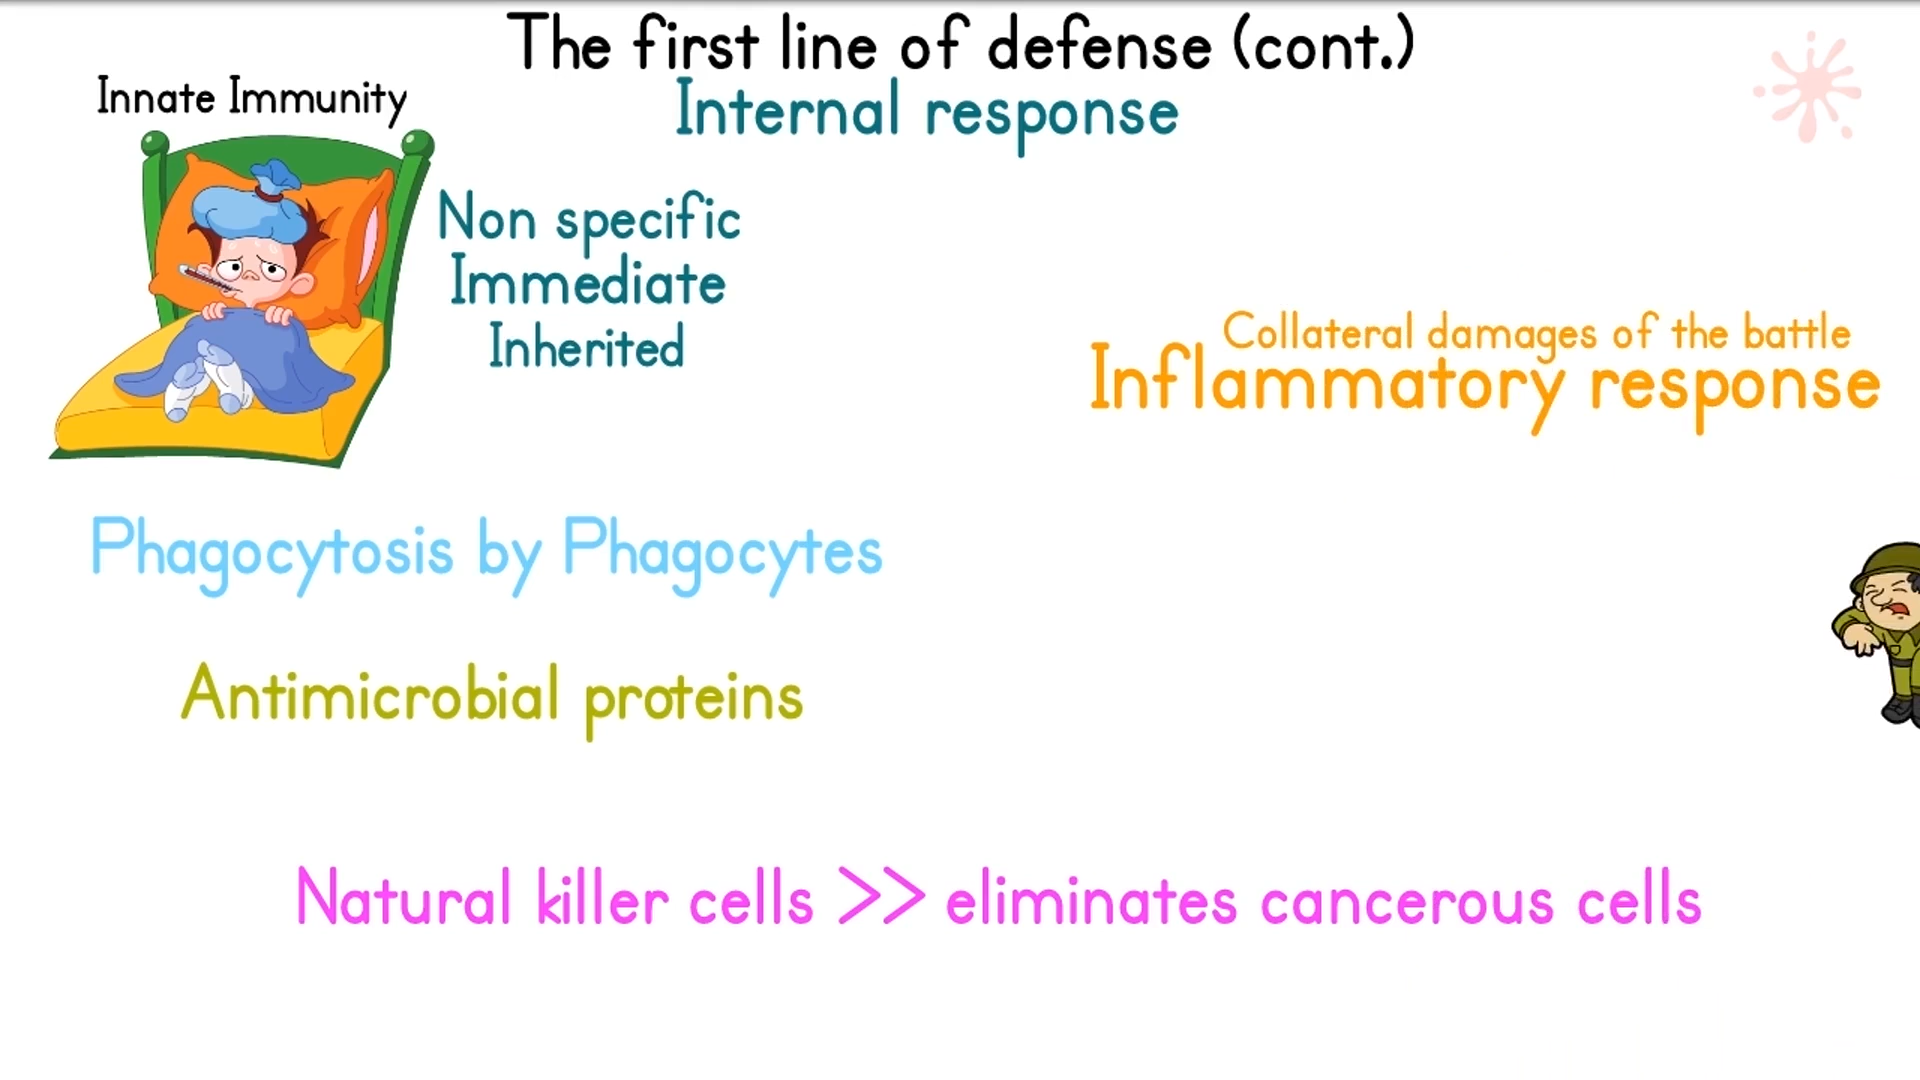 The first line of defense (cont.)
Innate Immunity
Internal response
Non specific
Immediate
Inherited
Collateral damages of the battle
Inflammatory response
Phagocytosis by Phagocytes
Antimicrobial proteins
Natural killer cells >> eliminates cancerous cells